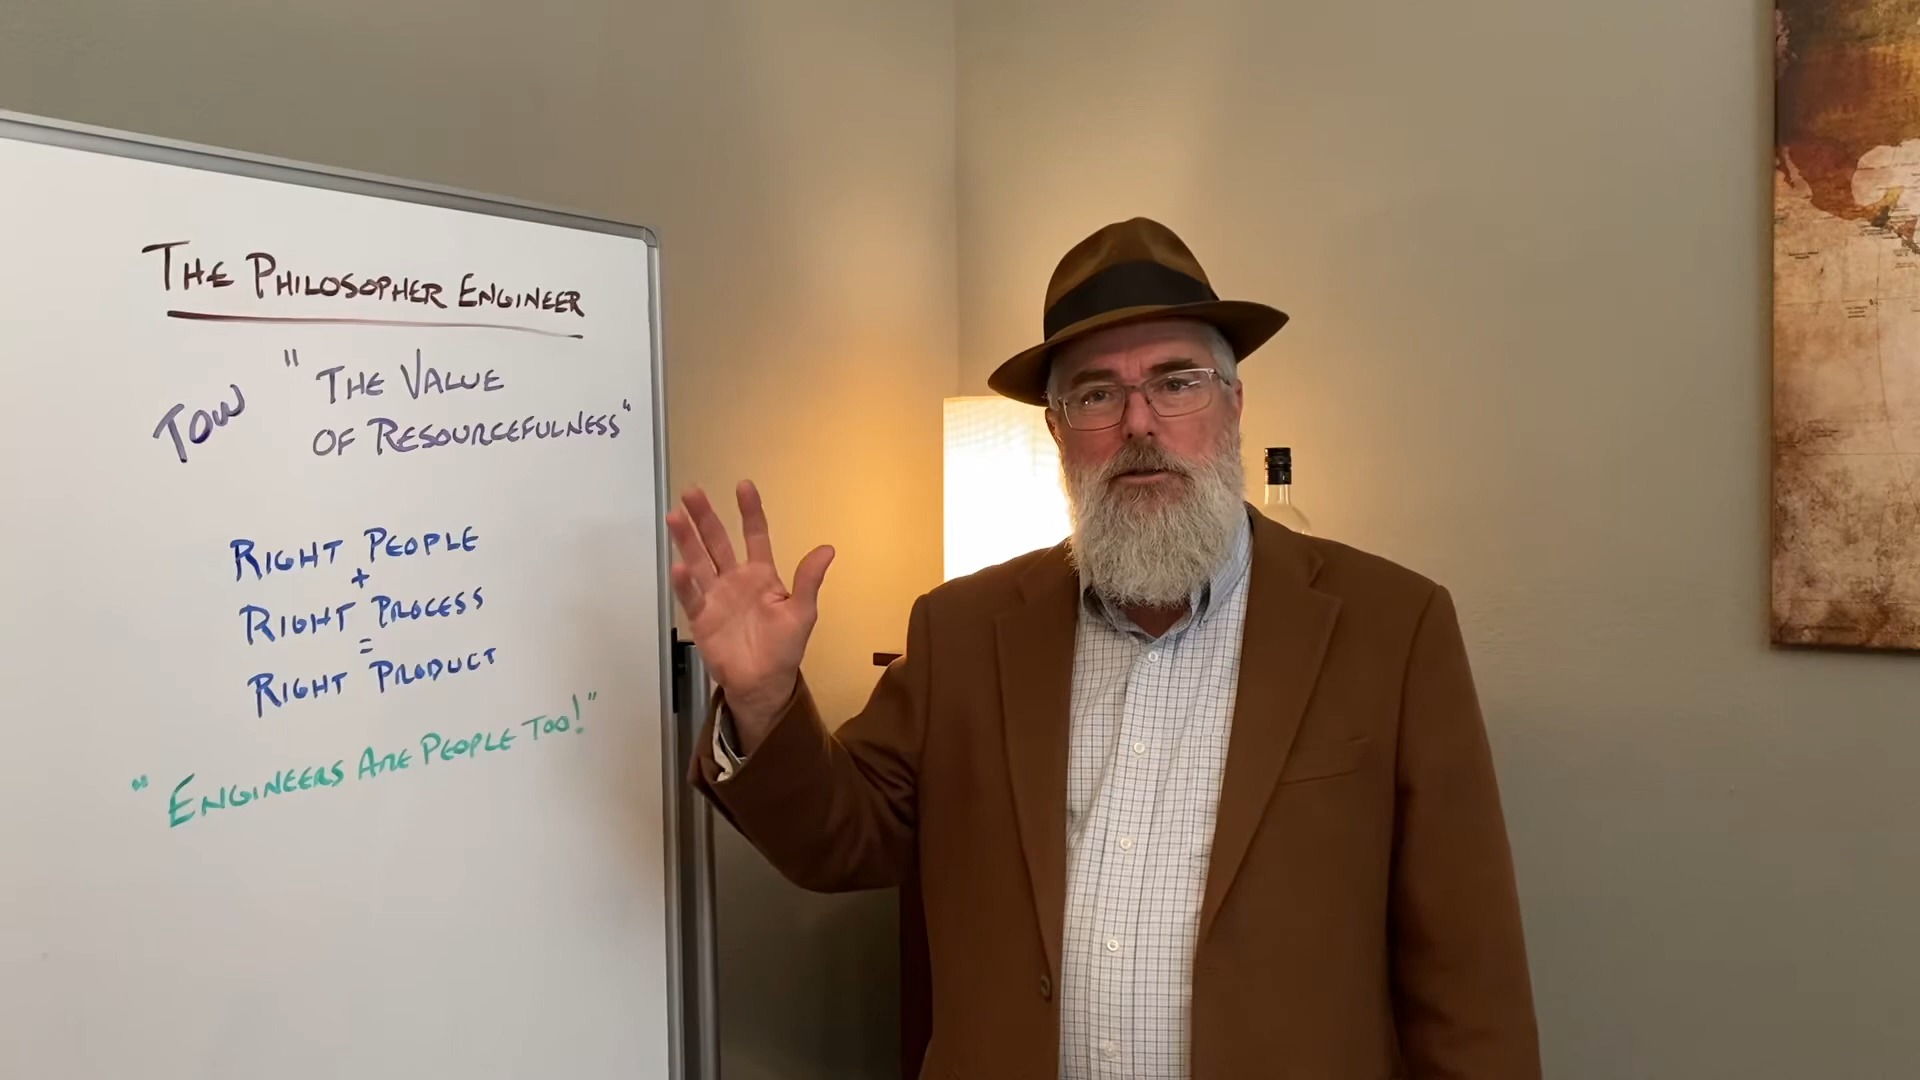 THE PHILOSOPHER ENGINEER
TOW "THE VALUE
OF RESOURCEFULNESS"
RIGHT PEOPLE
+
RIGHT PROCESS
=
RIGHT PRODUCT
"ENGINEERS ARE PEOPLE TOO!"